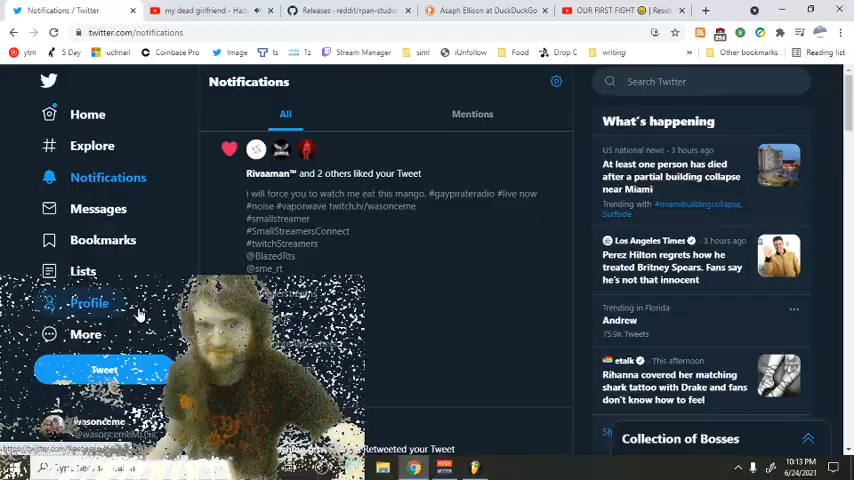 Notifications / Twitter
my dead girlfriend - Ha
Releases · reddit/rpan-studio
Asaph Ellison at DuckDuckGo
OUR FIRST FIGHT
Resid
twitter.com/notifications
ytm
5 Day
ucfmail
Coinbase Pro
Image
ts
Tz
Stream Manager
siml
iUnfollow
Food
Drop C
writing
Other bookmarks
Reading list
Home
Explore
Notifications
Messages
Bookmarks
Lists
Profile
More
Tweet
wasonceme
Notifications
All
Mentions
Rivaaman™ and 2 others liked your Tweet
i will force you to watch me eat this mango. #gaypirateradio #live now
#noise #vaporwave twitch.tv/wasonceme
#smallstreamer
#SmallStreamersConnect
#twitchStreamers
@BlazedRts
@sme_rt
Retweeted your Tweet
Search Twitter
What's happening
US national news · 3 hours ago
At least one person has died
after a partial building collapse
near Miami
Trending with #miamibuildingcollapse,
Surfside
Los Angeles Times · 3 hours ago
Perez Hilton regrets how he
treated Britney Spears. Fans say
he's not that innocent
Trending in Florida
Andrew
75.9K Tweets
etalk · This afternoon
Rihanna covered her matching
shark tattoo with Drake and fans
don't know how to feel
Sh
Collection of Bosses
10:13 PM
6/24/2021